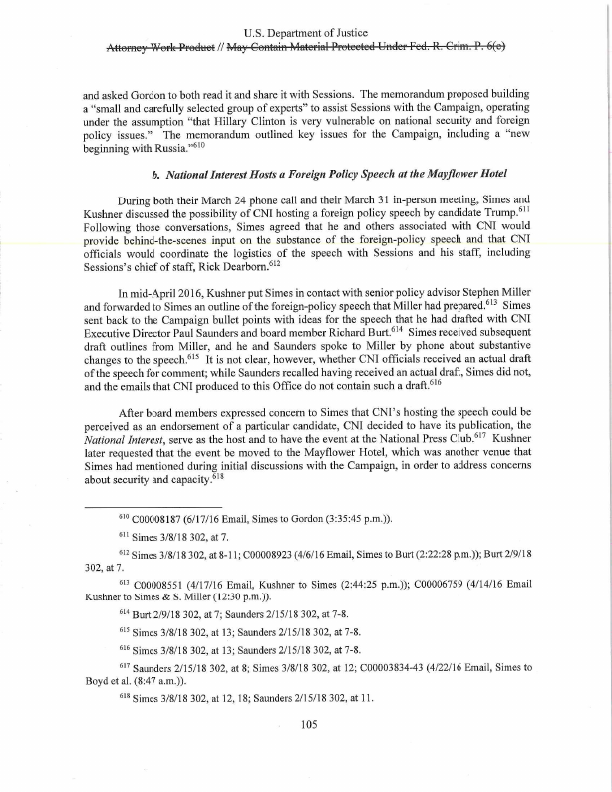 U.S. Department of Justice
Attorney Work Product // May Contain Material Protected Under Fed. R. Crim. P. 6(e)
and asked Gordon to both read it and share it with Sessions. The memorandum proposed building
a “small and carefully selected group of experts” to assist Sessions with the Campaign, operating
under the assumption “that Hillary Clinton is very vulnerable on national security and foreign
policy issues.” The memorandum outlined key issues for the Campaign, including a “new
beginning with Russia.”610
b. National Interest Hosts a Foreign Policy Speech at the Mayflower Hotel
During both their March 24 phone call and their March 31 in-person meeting, Simes and
Kushner discussed the possibility of CNI hosting a foreign policy speech by candidate Trump.611
Following those conversations, Simes agreed that he and others associated with CNI would
provide behind-the-scenes input on the substance of the foreign-policy speech and that CNI
officials would coordinate the logistics of the speech with Sessions and his staff, including
Sessions’s chief of staff, Rick Dearborn.612
In mid-April 2016, Kushner put Simes in contact with senior policy advisor Stephen Miller
and forwarded to Simes an outline of the foreign-policy speech that Miller had prepared.613 Simes
sent back to the Campaign bullet points with ideas for the speech that he had drafted with CNI
Executive Director Paul Saunders and board member Richard Burt.614 Simes received subsequent
draft outlines from Miller, and he and Saunders spoke to Miller by phone about substantive
changes to the speech.615 It is not clear, however, whether CNI officials received an actual draft
of the speech for comment; while Saunders recalled having received an actual draft, Simes did not,
and the emails that CNI produced to this Office do not contain such a draft.616
After board members expressed concern to Simes that CNI’s hosting the speech could be
perceived as an endorsement of a particular candidate, CNI decided to have its publication, the
National Interest, serve as the host and to have the event at the National Press Club.617 Kushner
later requested that the event be moved to the Mayflower Hotel, which was another venue that
Simes had mentioned during initial discussions with the Campaign, in order to address concerns
about security and capacity.618
610 C00008187 (6/17/16 Email, Simes to Gordon (3:35:45 p.m.)).
611 Simes 3/8/18 302, at 7.
612 Simes 3/8/18 302, at 8-11; C00008923 (4/6/16 Email, Simes to Burt (2:22:28 p.m.)); Burt 2/9/18
302, at 7.
613 C00008551 (4/17/16 Email, Kushner to Simes (2:44:25 p.m.)); C00006759 (4/14/16 Email
Kushner to Simes & S. Miller (12:30 p.m.)).
614 Burt 2/9/18 302, at 7; Saunders 2/15/18 302, at 7-8.
615 Simes 3/8/18 302, at 13; Saunders 2/15/18 302, at 7-8.
616 Simes 3/8/18 302, at 13; Saunders 2/15/18 302, at 7-8.
617 Saunders 2/15/18 302, at 8; Simes 3/8/18 302, at 12; C00003834-43 (4/22/16 Email, Simes to
Boyd et al. (8:47 a.m.)).
618 Simes 3/8/18 302, at 12, 18; Saunders 2/15/18 302, at 11.
105